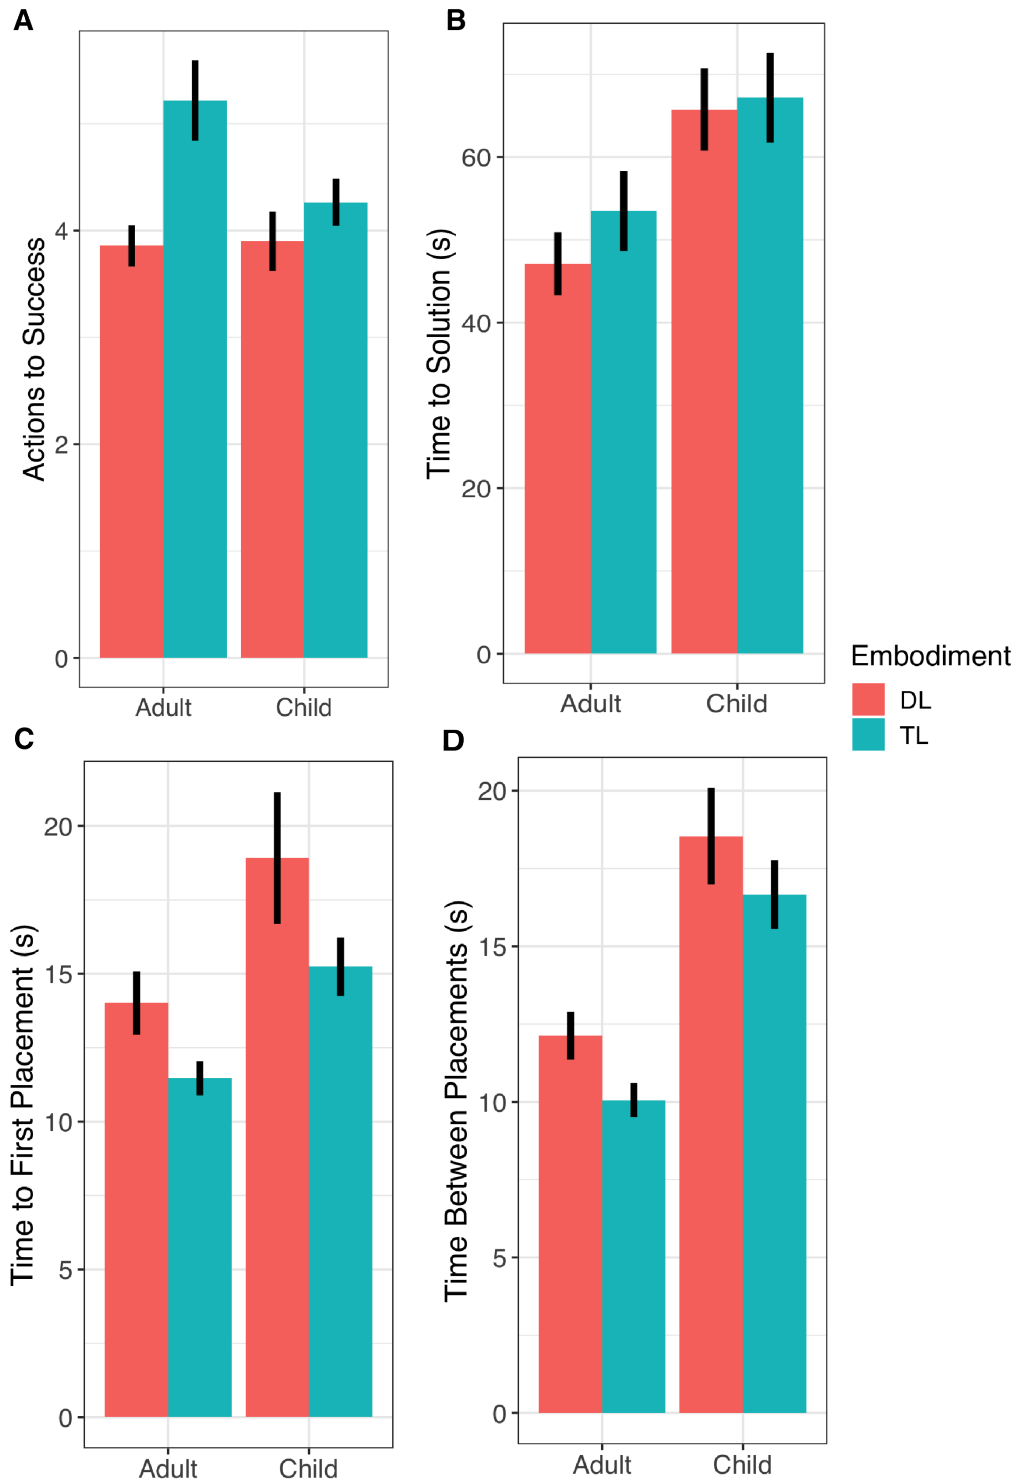 A
Actions to Success
4
2
0
Adult Child
B
Time to Solution (s)
60
40
20
0
Adult Child
Embodiment
DL
TL
C
Time to First Placement (s)
20
15
10
5
0
Adult Child
D
Time Between Placements (s)
20
15
10
5
0
Adult Child